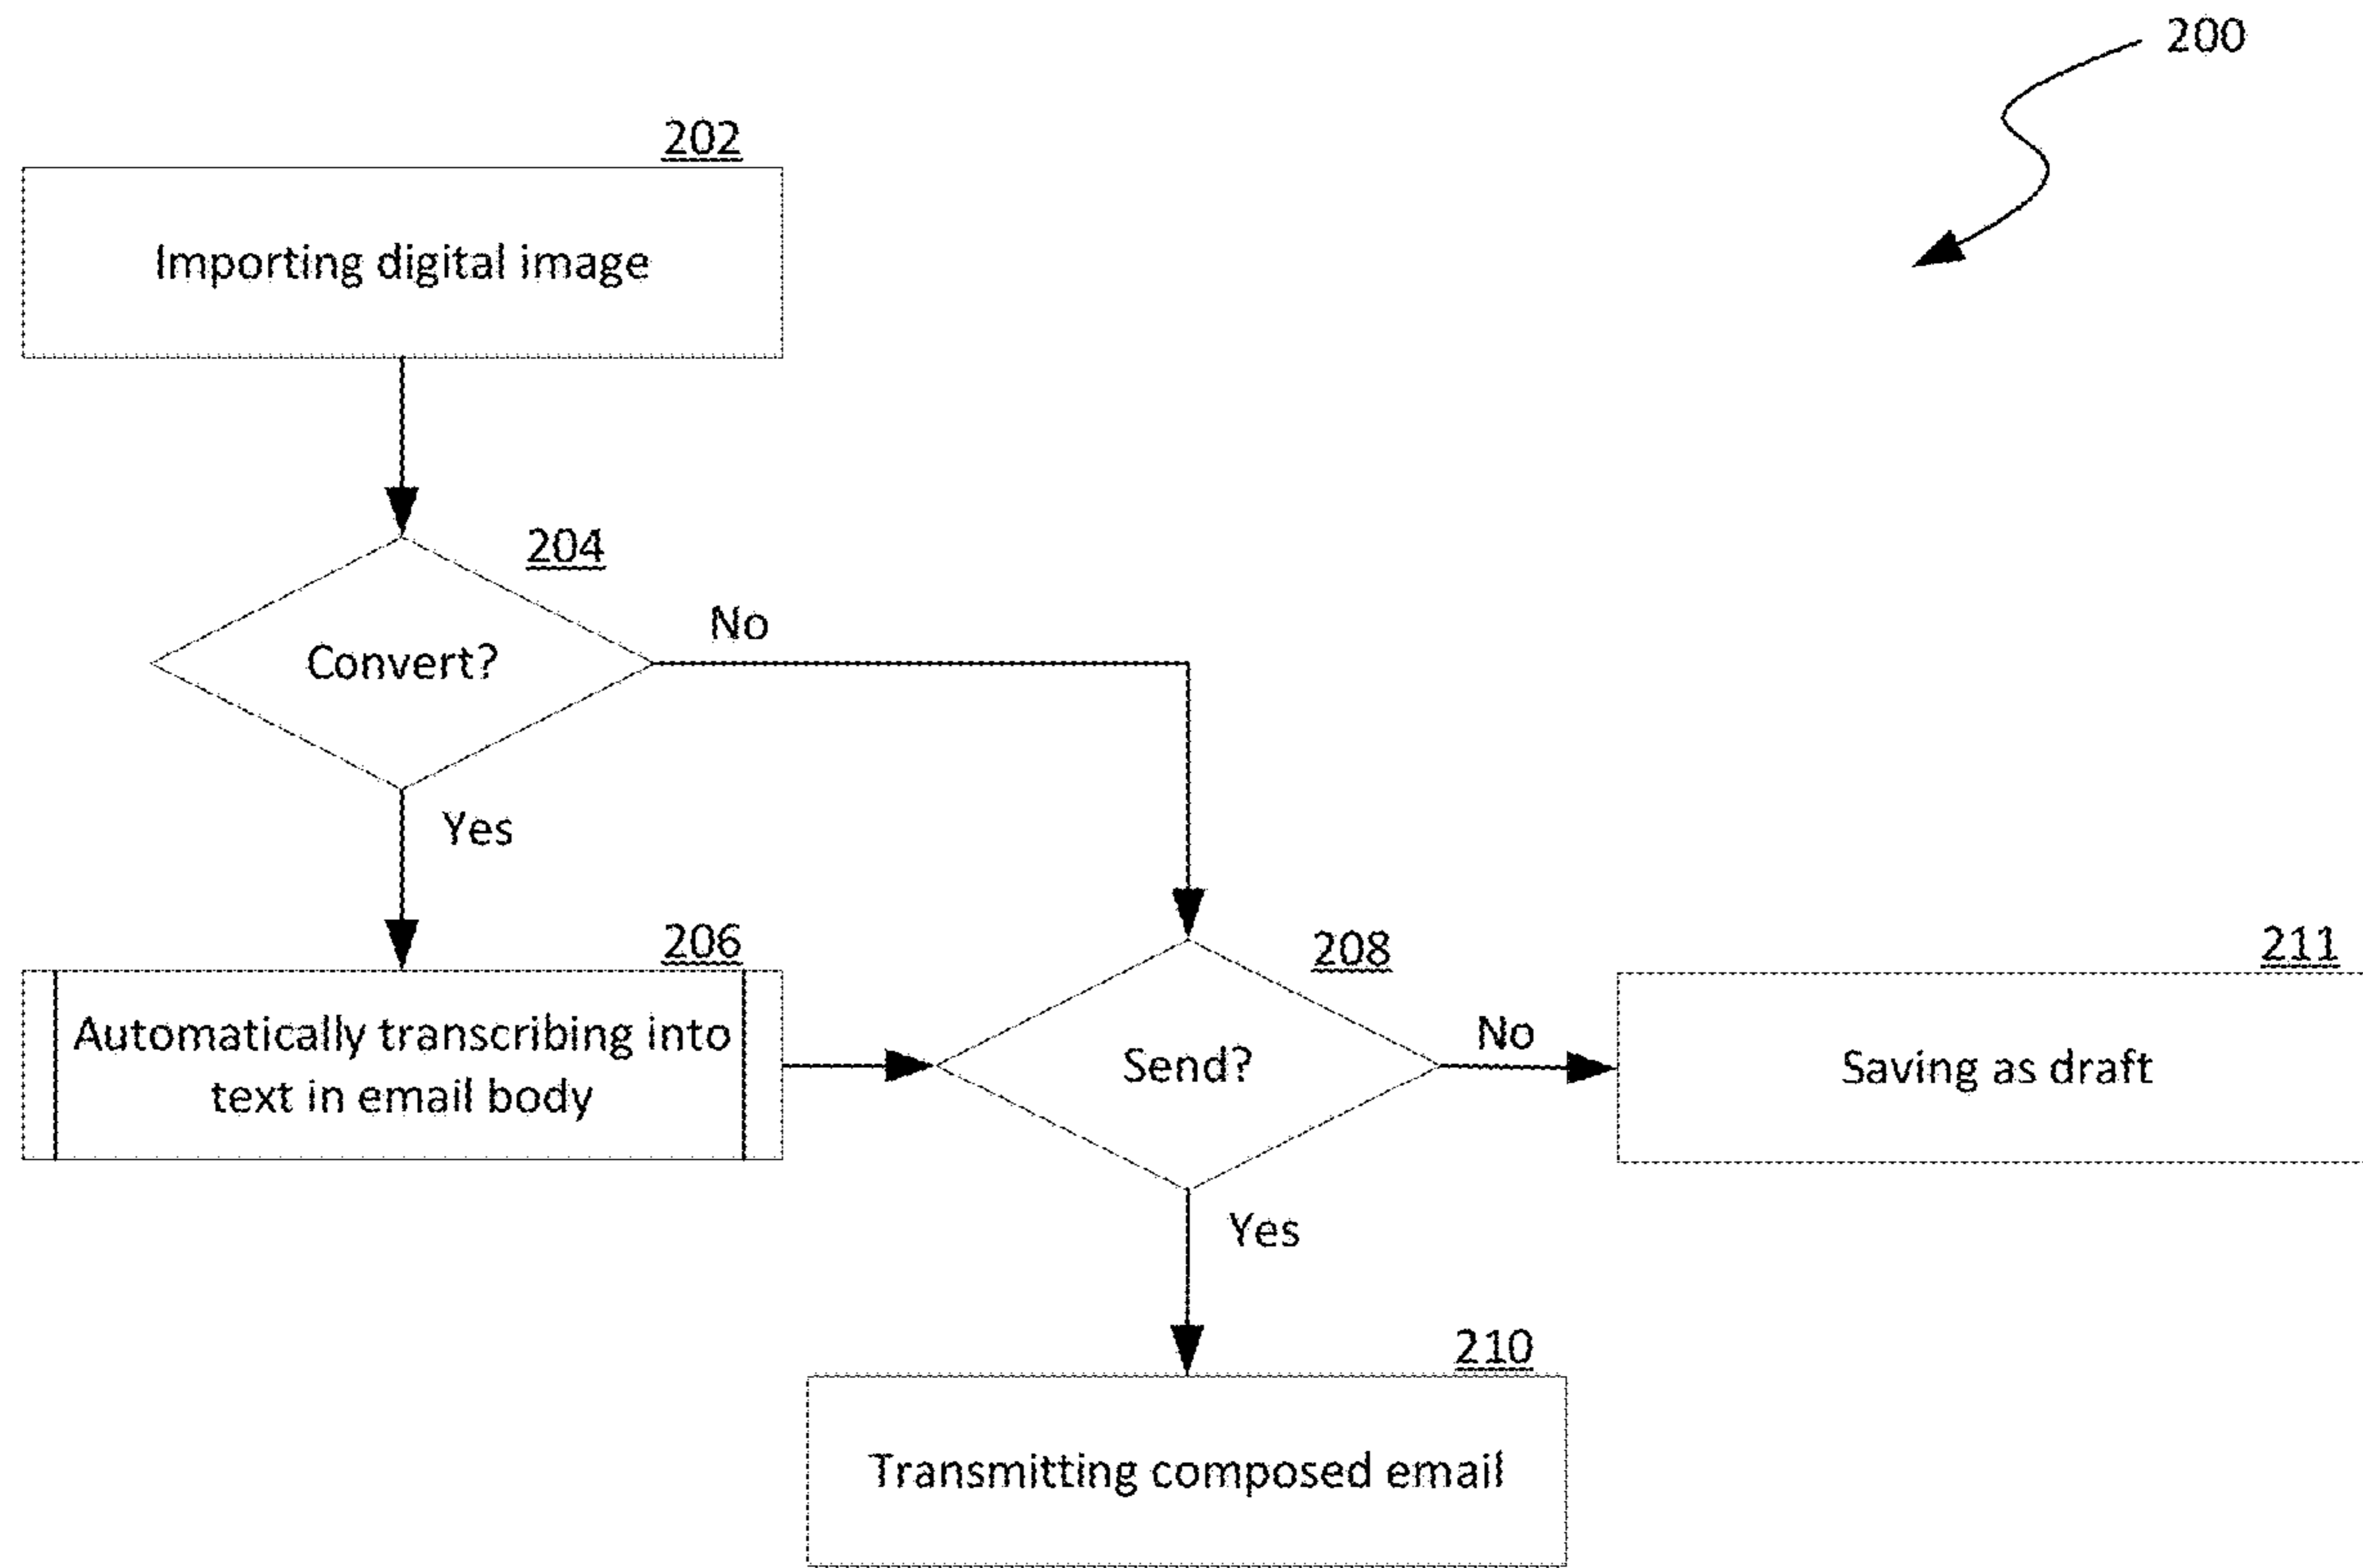 200
202
Importing digital image
204
Convert?
No
Yes
206
Automatically transcribing into
text in email body
208
Send?
No
211
Saving as draft
Yes
210
Transmitting composed email